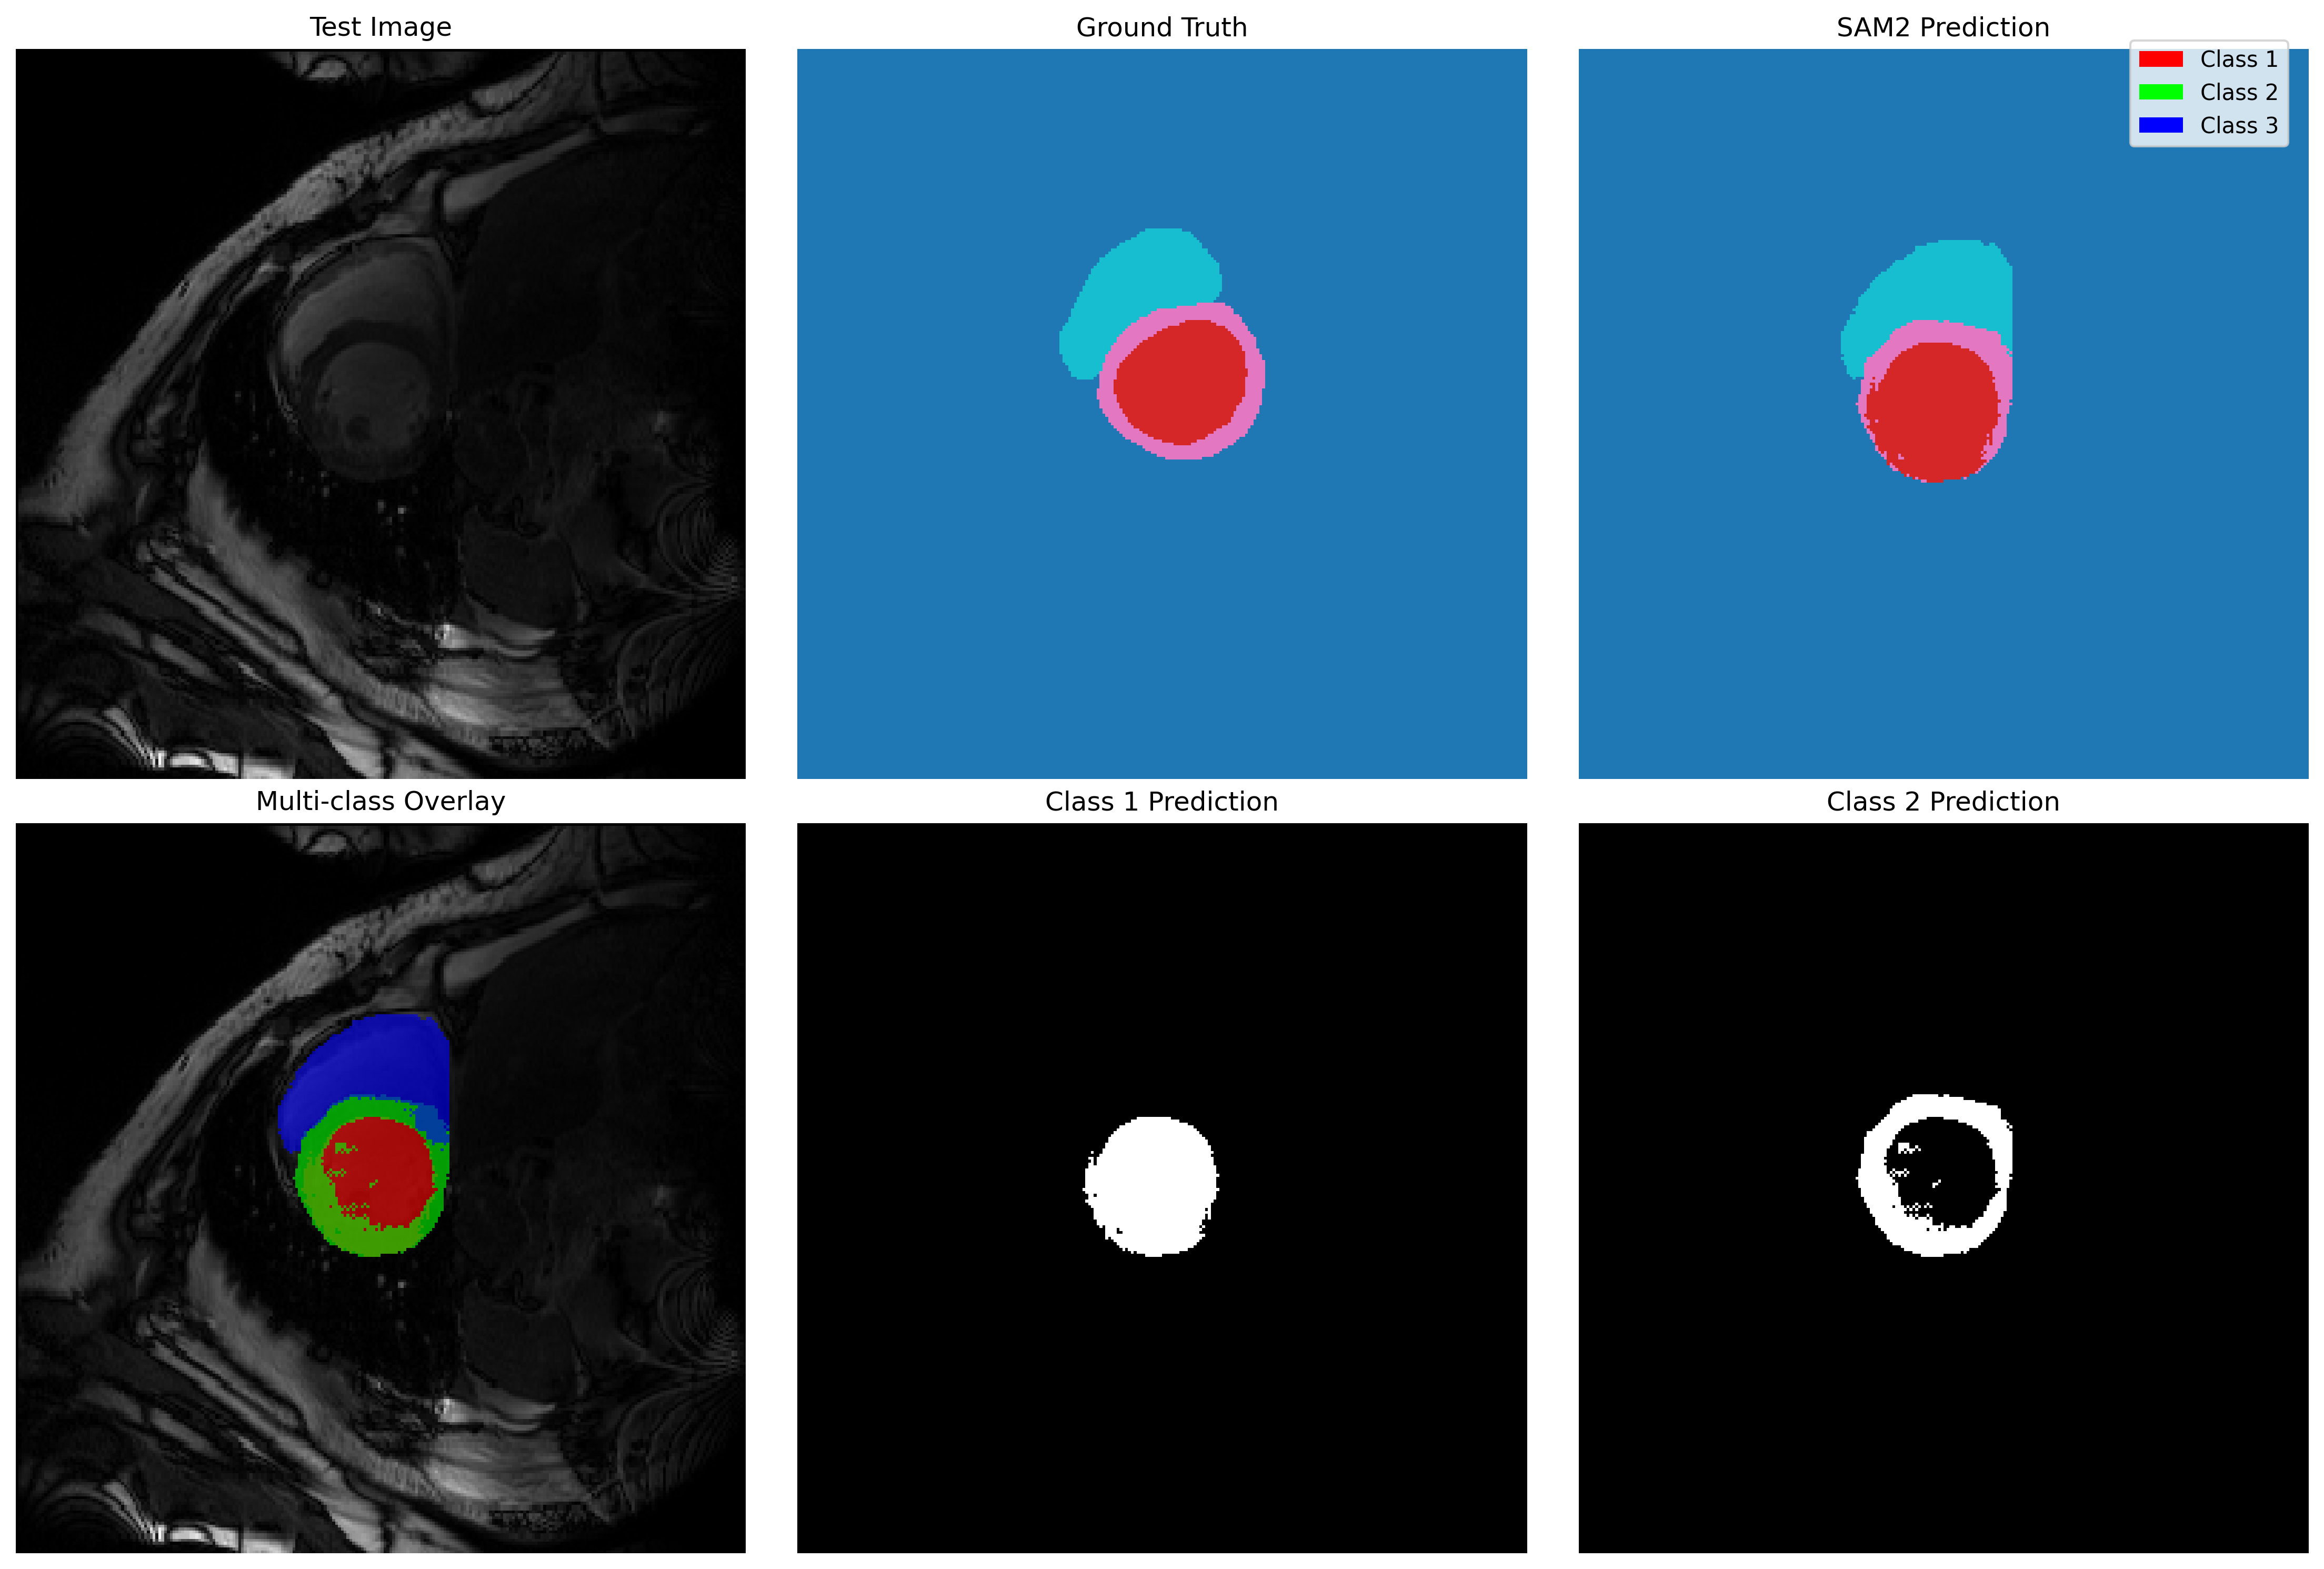 Test Image
Ground Truth
SAM2 Prediction
Class 1
Class 2
Class 3
Multi-class Overlay
Class 1 Prediction
Class 2 Prediction